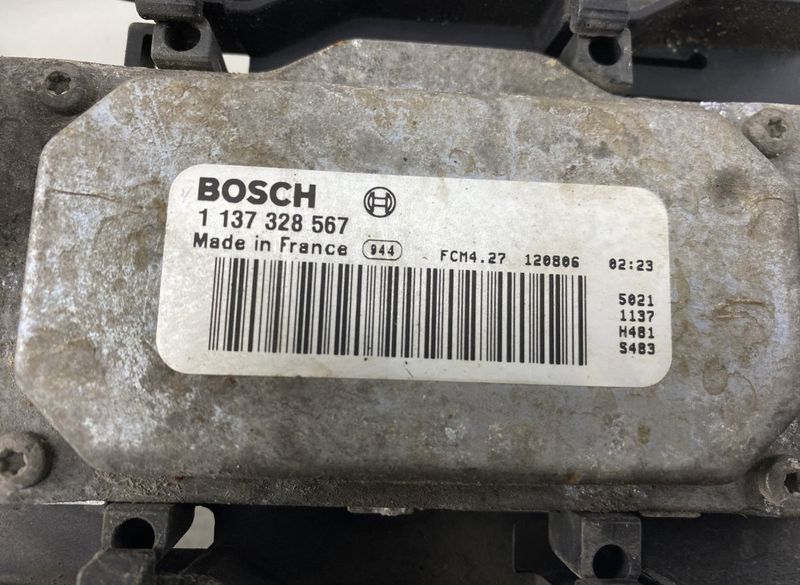 BOSCH
1 137 328 567
Made in France 944 FCM4.27 120806 02:23
5021
1137
H481
S483